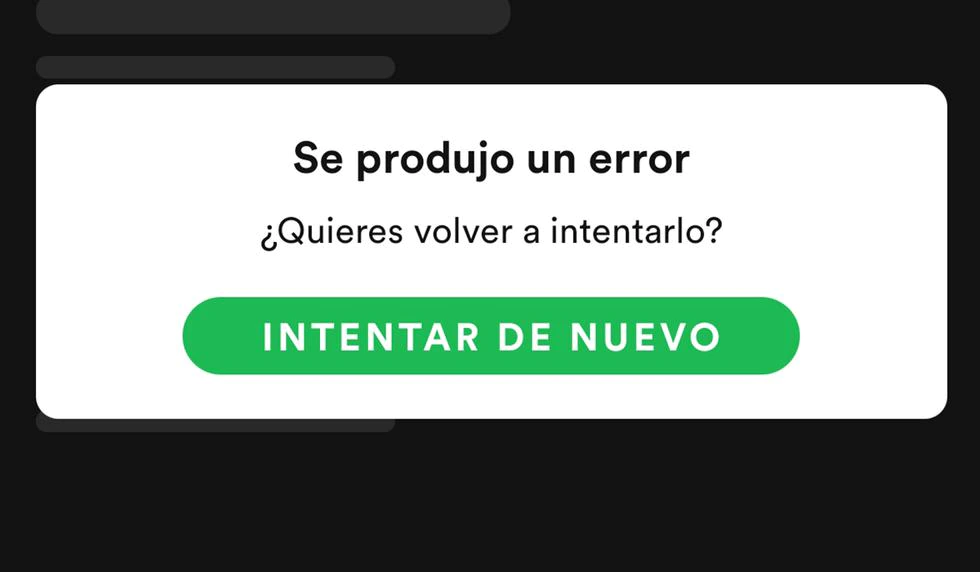 Se produjo un error
¿Quieres volver a intentarlo?
INTENTAR DE NUEVO